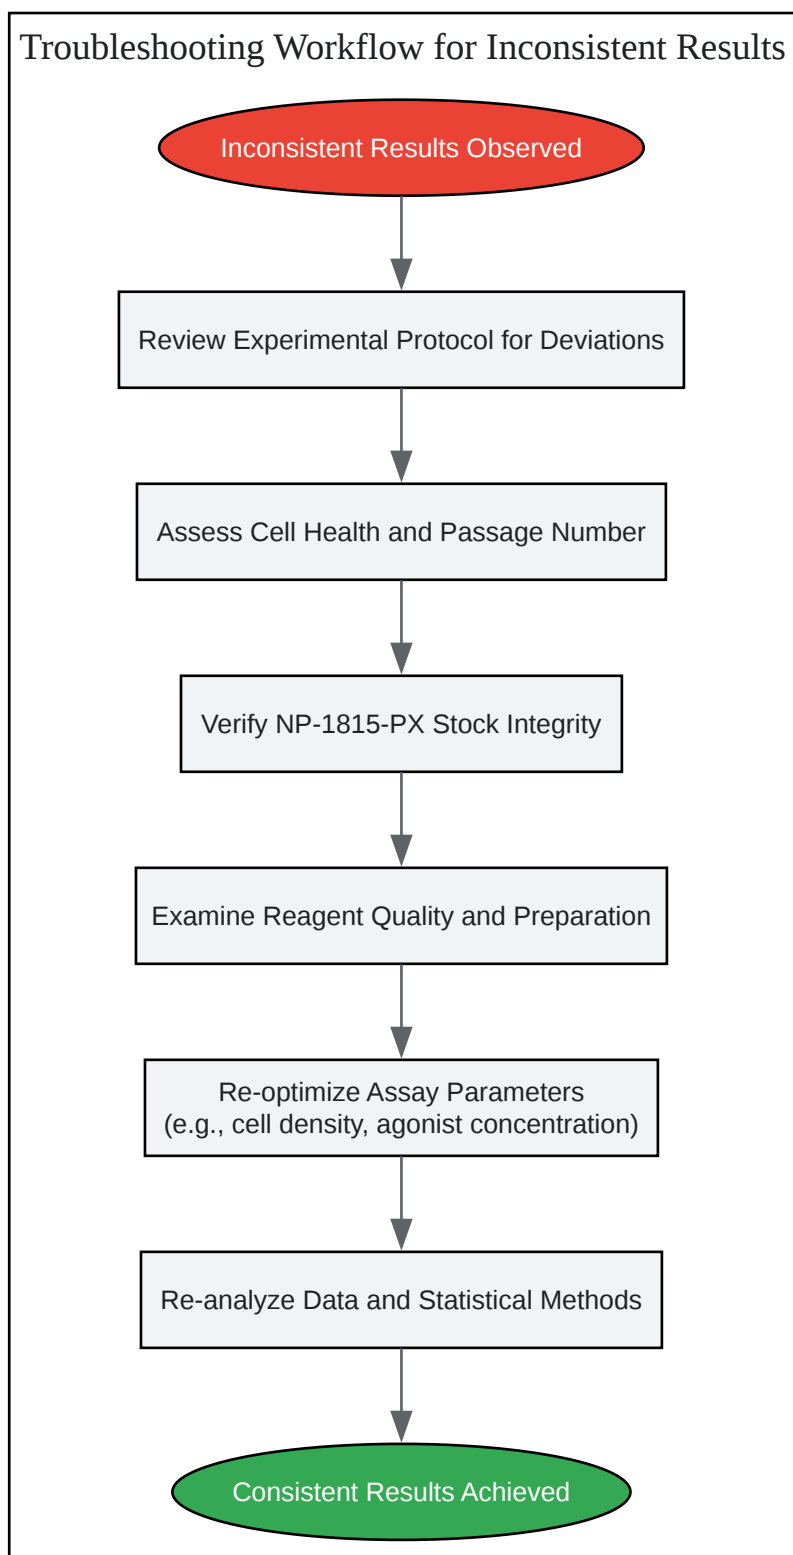 Troubleshooting Workflow for Inconsistent Results
Inconsistent Results Observed
Review Experimental Protocol for Deviations
Assess Cell Health and Passage Number
Verify NP-1815-PX Stock Integrity
Examine Reagent Quality and Preparation
Re-optimize Assay Parameters
(e.g., cell density, agonist concentration)
Re-analyze Data and Statistical Methods
Consistent Results Achieved